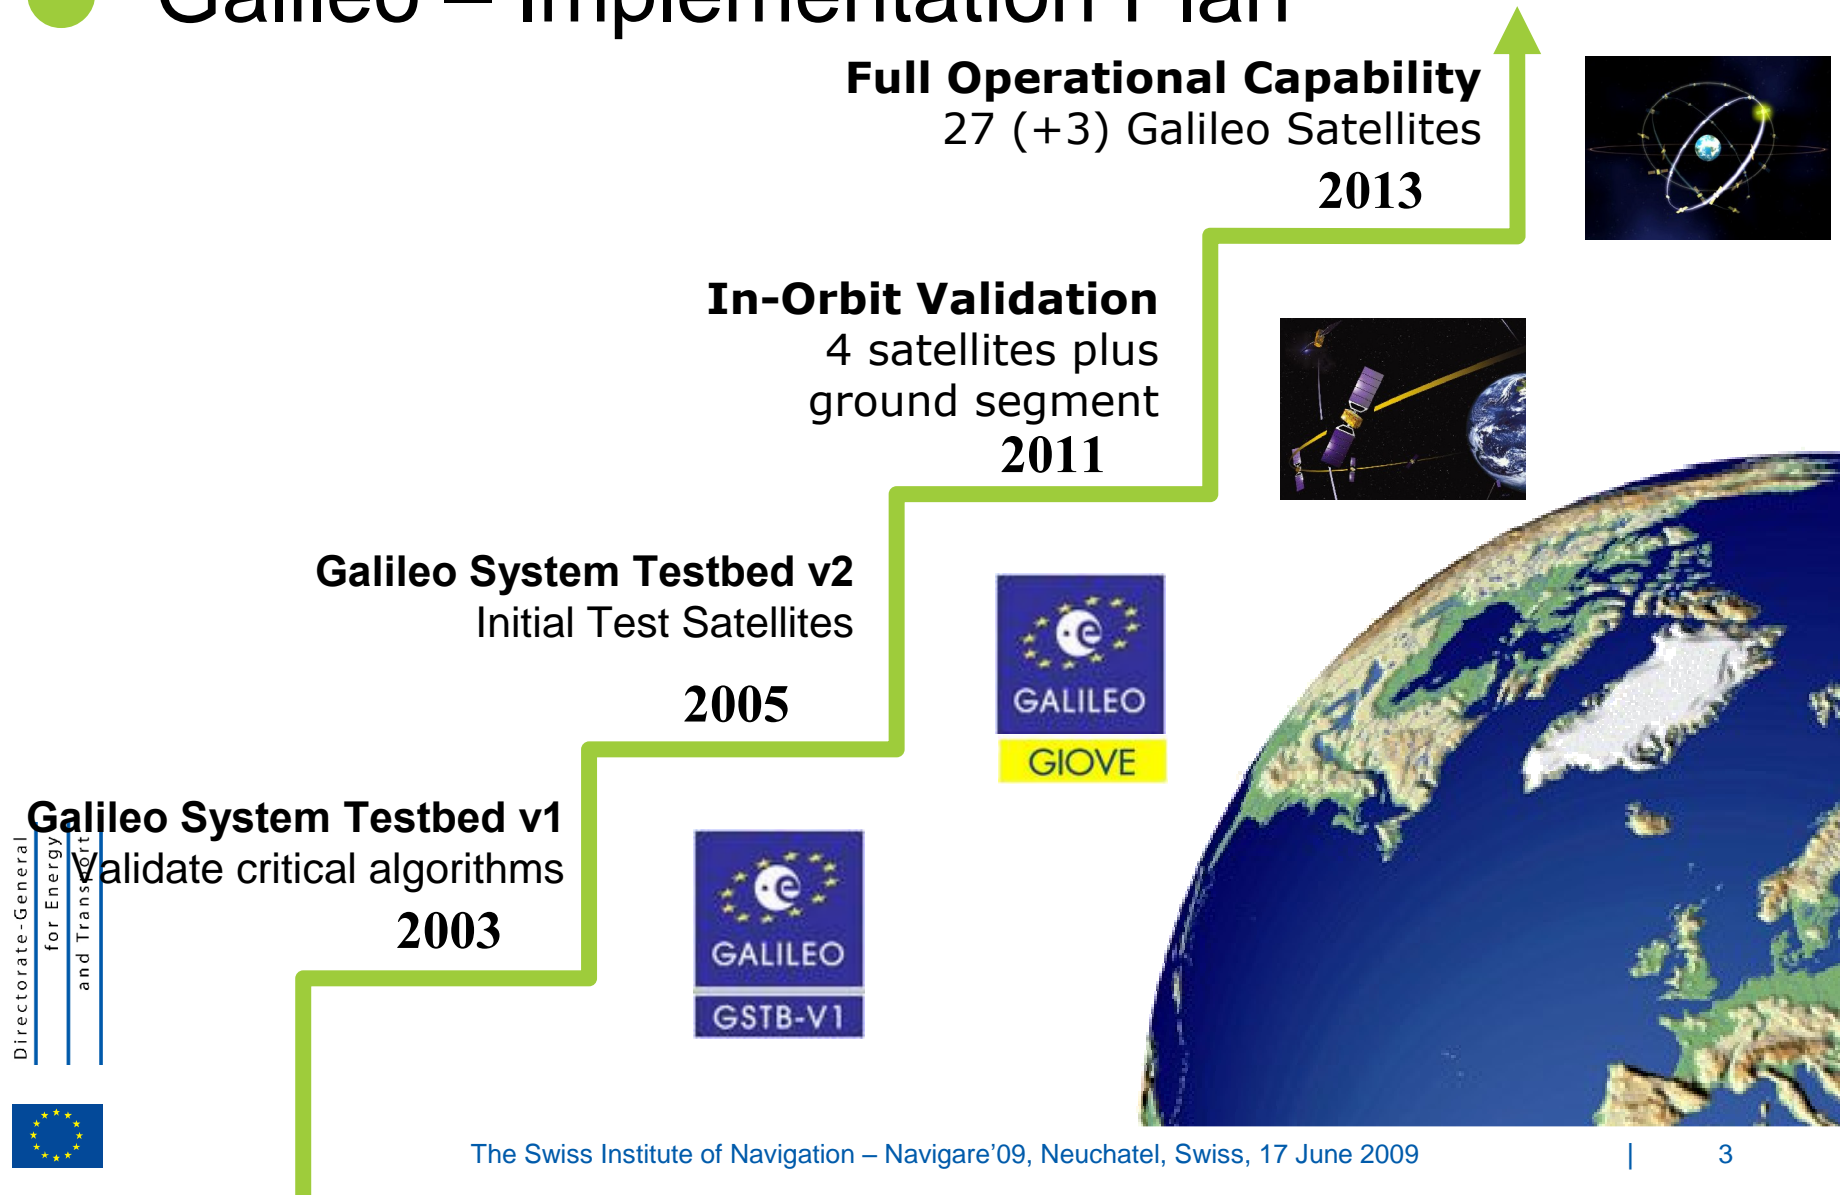 Galileo – Implementation Plan
Full Operational Capability
27 (+3) Galileo Satellites
2013
In-Orbit Validation
4 satellites plus
ground segment
2011
Galileo System Testbed v2
Initial Test Satellites
2005
GALILEO
GIOVE
Galileo System Testbed v1
Validate critical algorithms
2003
GALILEO
GSTB-V1
Directorate-General
for Energy
and Transport
The Swiss Institute of Navigation – Navigare’09, Neuchatel, Swiss, 17 June 2009 | 3